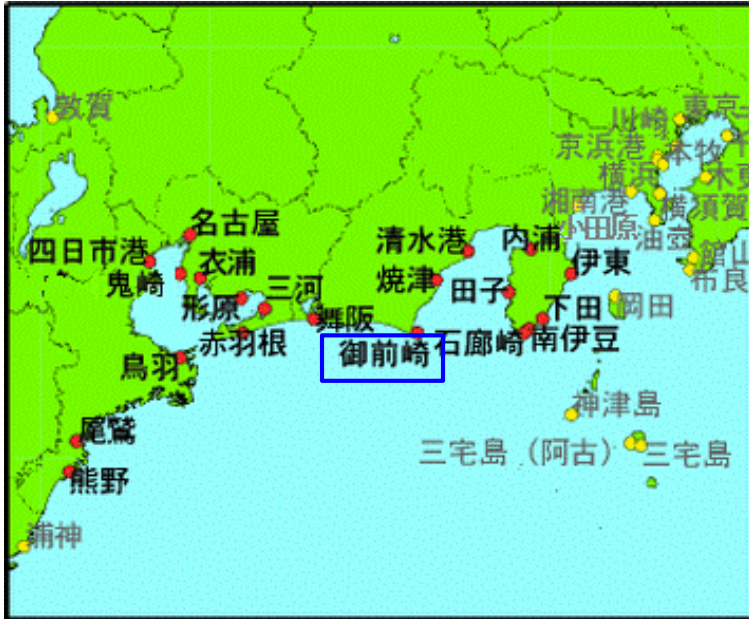 敦賀
川崎
東京
京浜港
本牧
横浜
木更
湘南港
横須賀
小田原
油壺
館山
布良
名古屋
四日市港
鬼崎
衣浦
形原
三河
赤羽根
舞阪
清水港
内浦
焼津
伊東
田子
岡田
下田
御前崎
石廊崎
南伊豆
鳥羽
神津島
尾鷲
三宅島（阿古）
三宅島
熊野
浦神